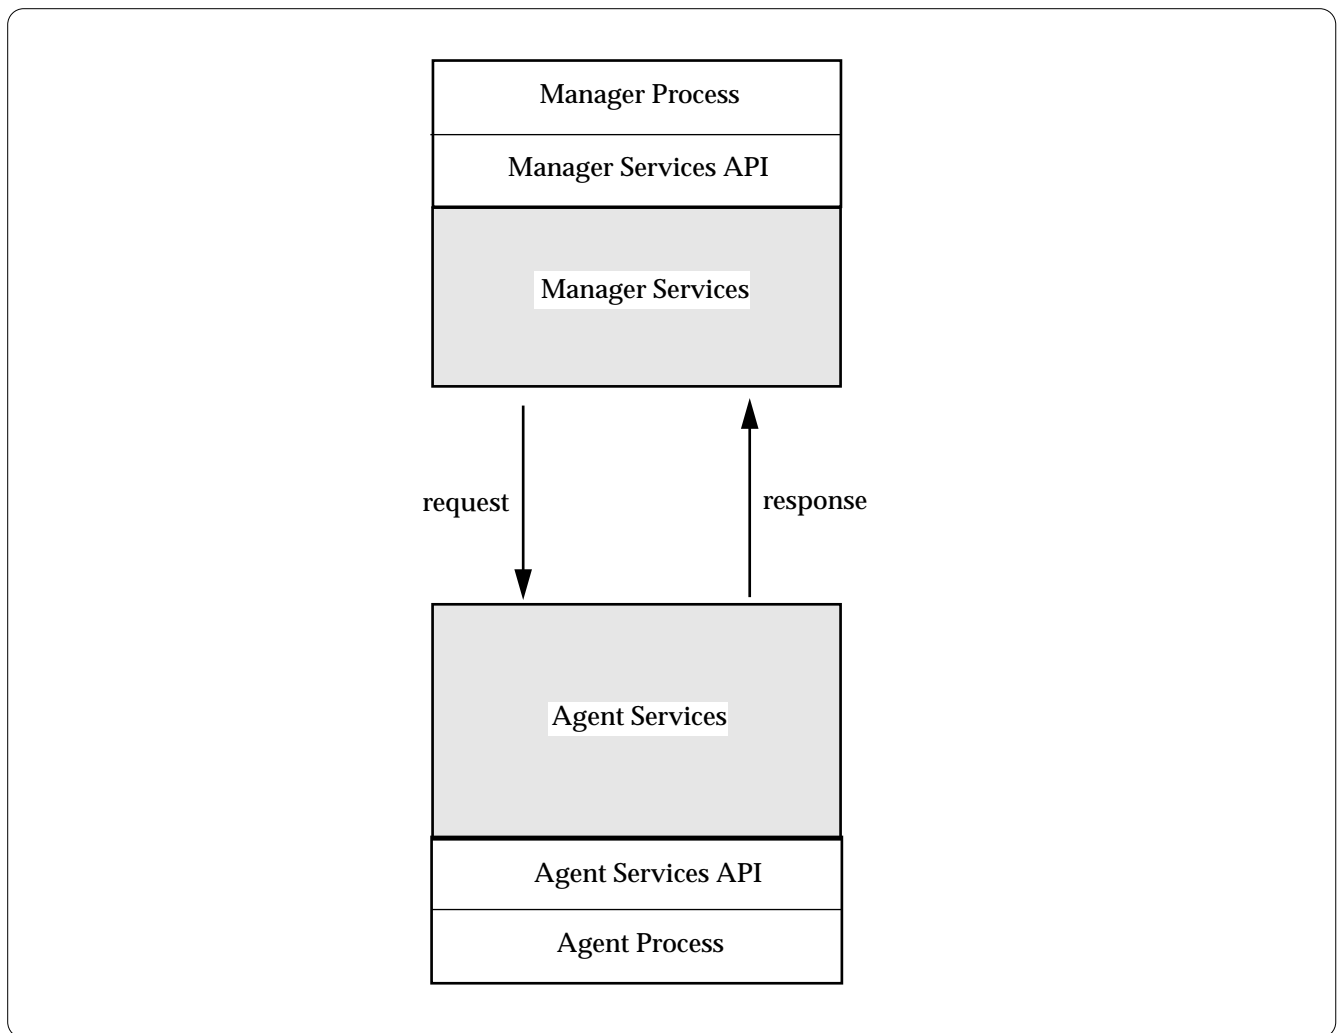 Manager Process
Manager Services API
Manager Services
request
response
Agent Services
Agent Services API
Agent Process